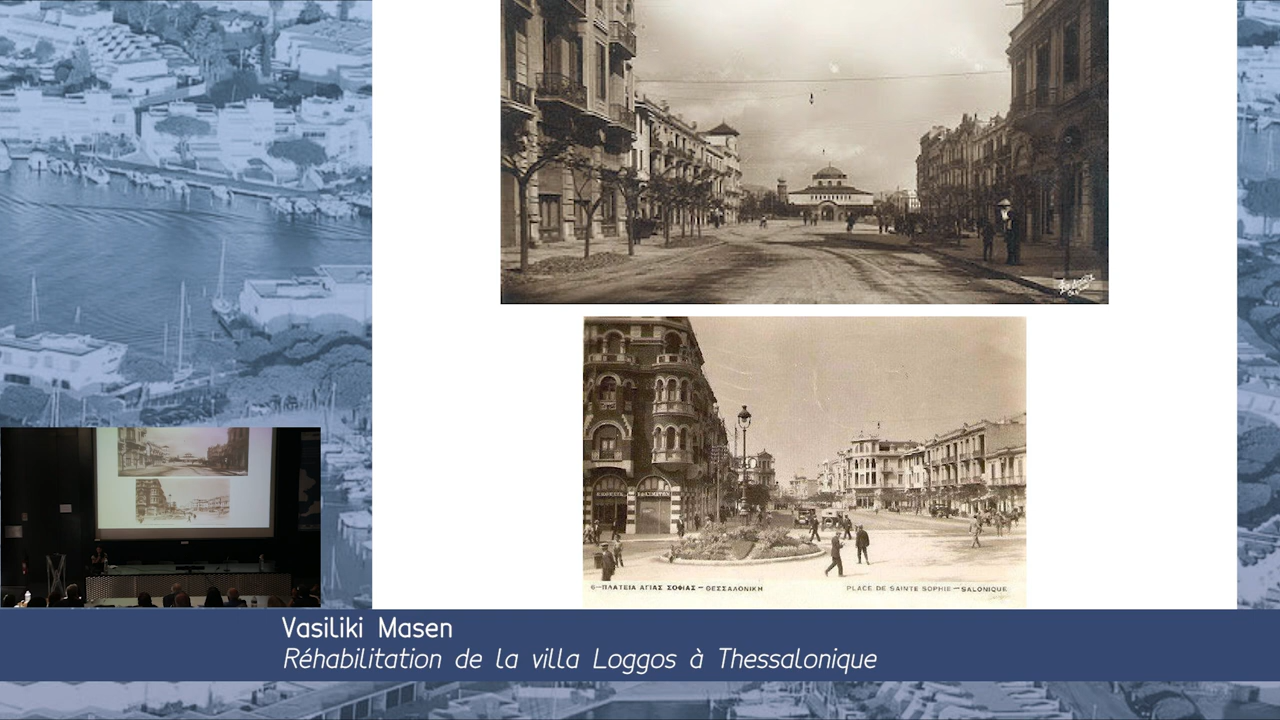 6-ΠΛΑΤΕΙΑ ΑΓΙΑΣ ΣΟΦΙΑΣ - ΘΕΣΣΑΛΟΝΙΚΗ
PLACE DE SAINTE SOPHIE - SALONIQUE
Vasiliki Masen
Réhabilitation de la villa Loggos à Thessalonique